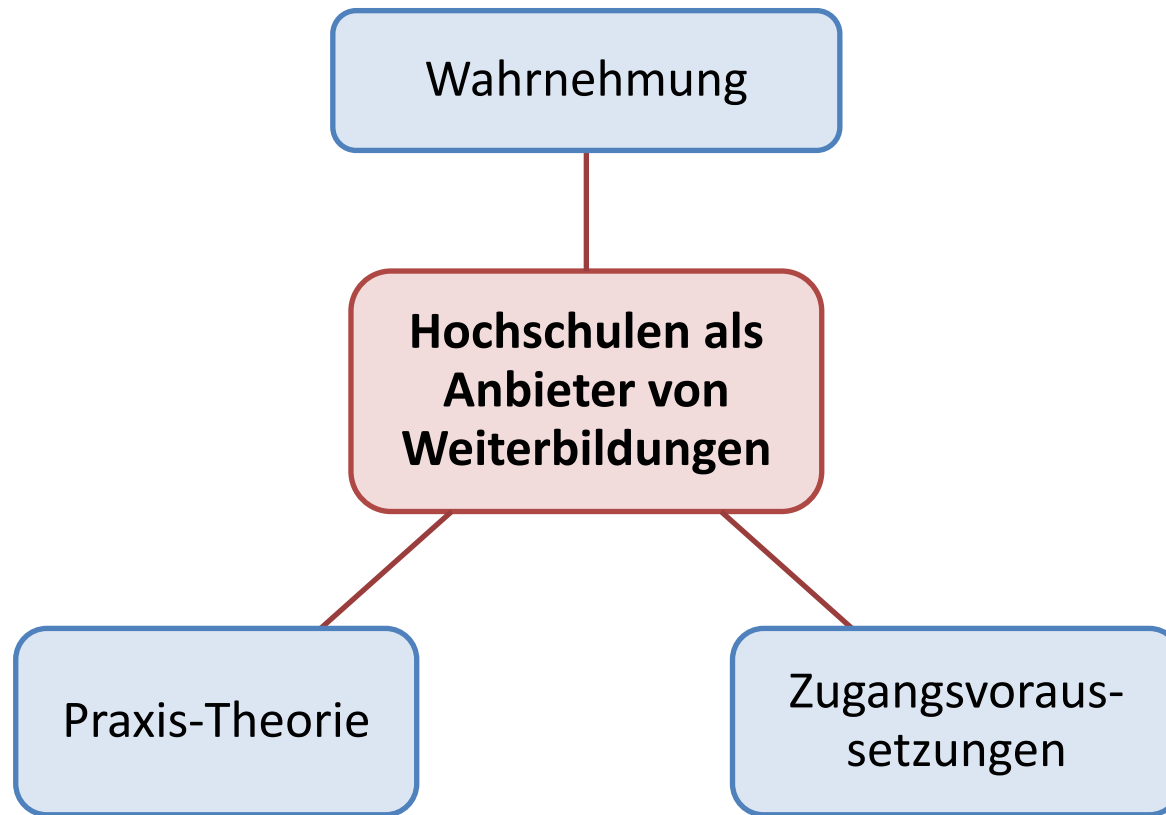 Wahrnehmung
Hochschulen als
Anbieter von
Weiterbildungen
Praxis-Theorie
Zugangsvoraus-
setzungen